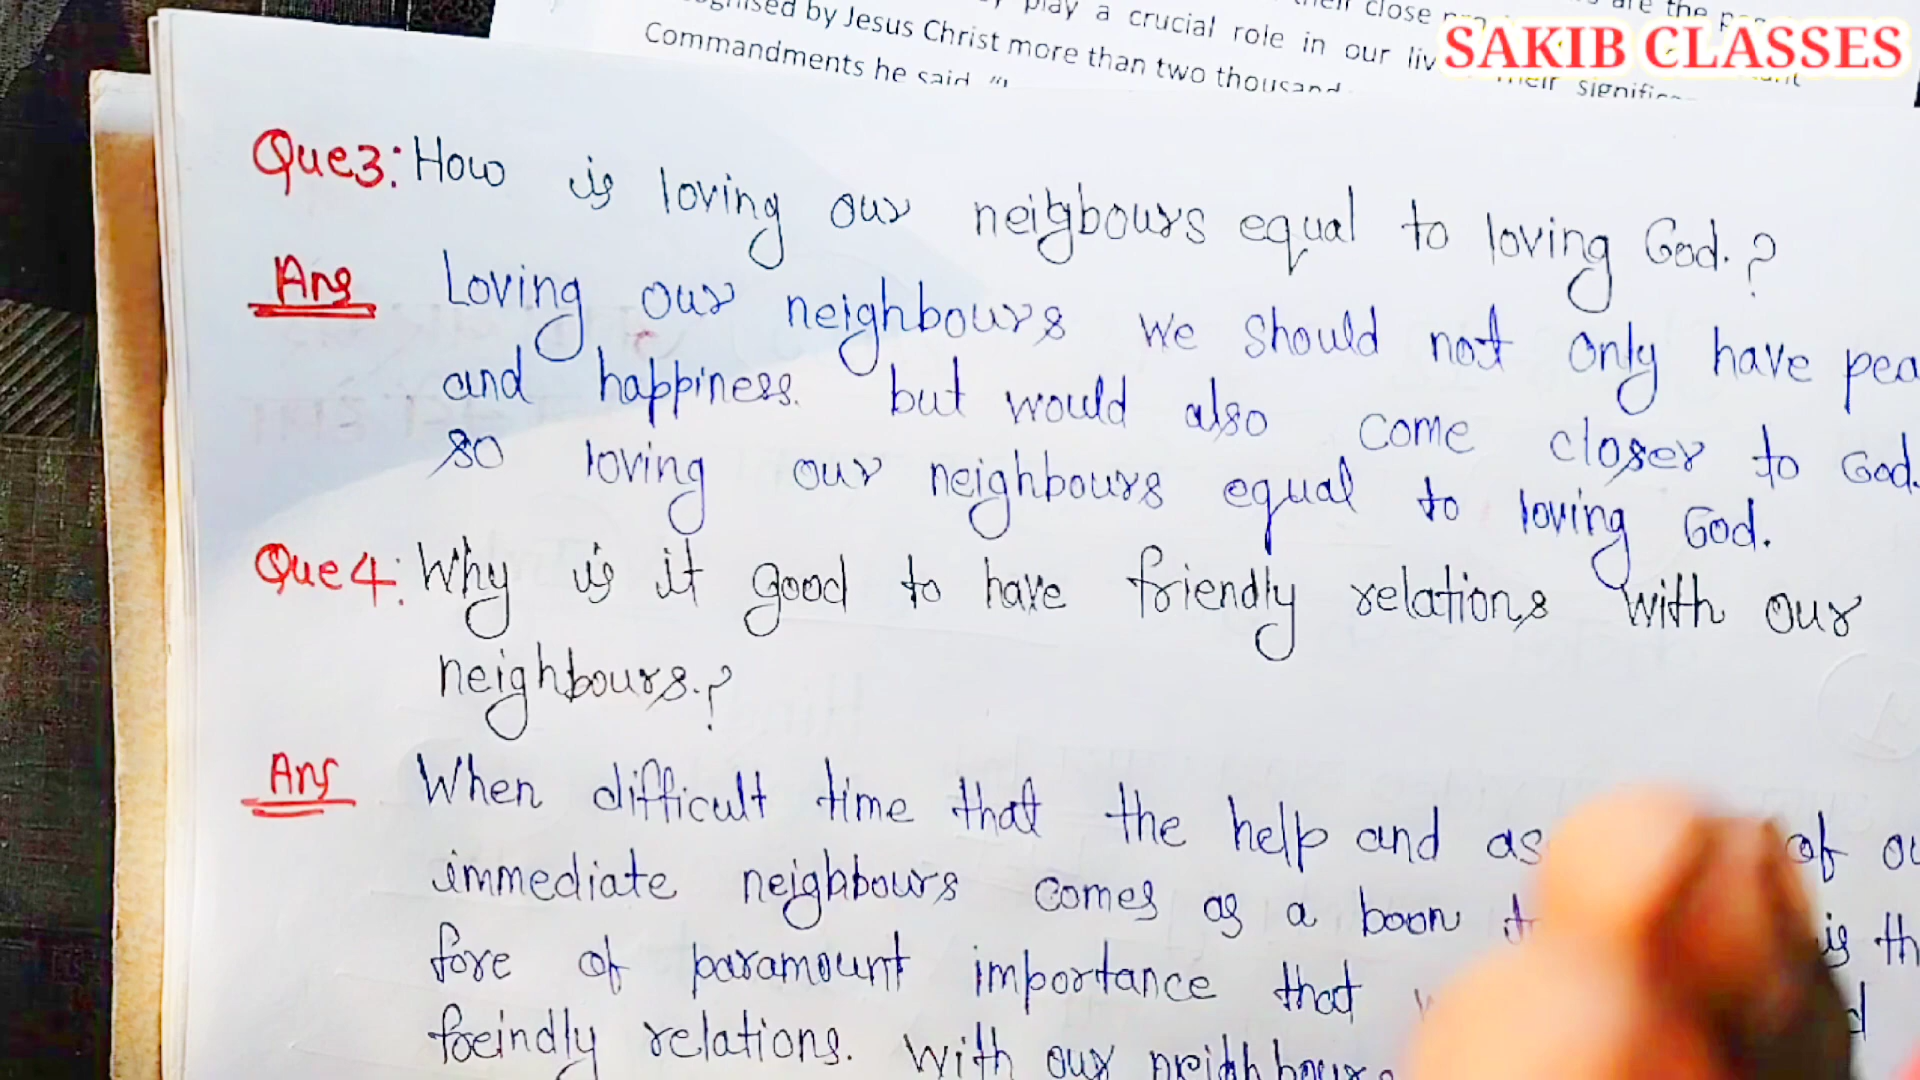 play a crucial role in our
by Jesus Christ more than two thousand
Commandments he said
SAKIB CLASSES
Que3: How is loving our neigbours equal to loving God.?
Ans Loving our neighbours we should not only have pea
and happiness. but would also come closer to God.
so loving our neighbours equal to loving God.
Que4: Why is it good to have friendly relations with our
neighbours.?
Ans When difficult time that the help and as of ou
immediate neighbours comes as a boon is th
fore of paramount importance that
freindly relations. With our neighbours